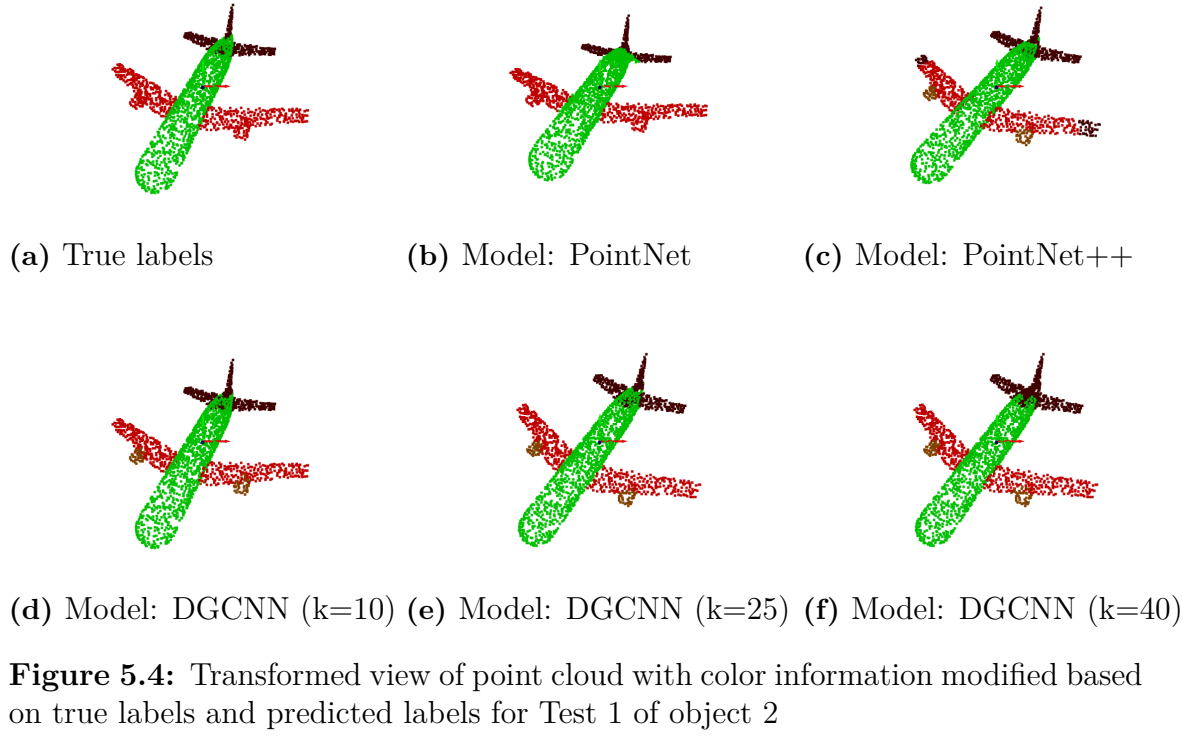 (a) True labels
(b) Model: PointNet
(c) Model: PointNet++
(d) Model: DGCNN (k=10)
(e) Model: DGCNN (k=25)
(f) Model: DGCNN (k=40)
Figure 5.4: Transformed view of point cloud with color information modified based
on true labels and predicted labels for Test 1 of object 2